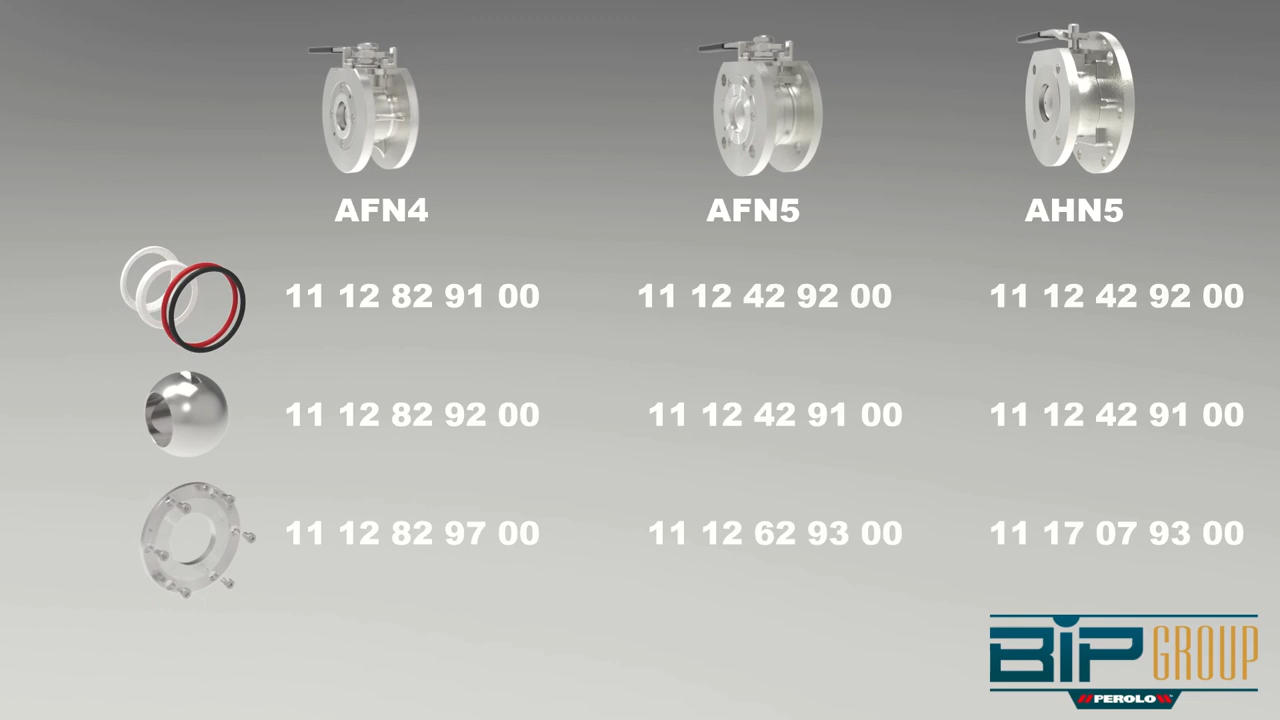 AFN4 AFN5 AHN5
11 12 82 91 00 11 12 42 92 00 11 12 42 92 00
11 12 82 92 00 11 12 42 91 00 11 12 42 91 00
11 12 82 97 00 11 12 62 93 00 11 17 07 93 00
BiP GROUP
PEROLO